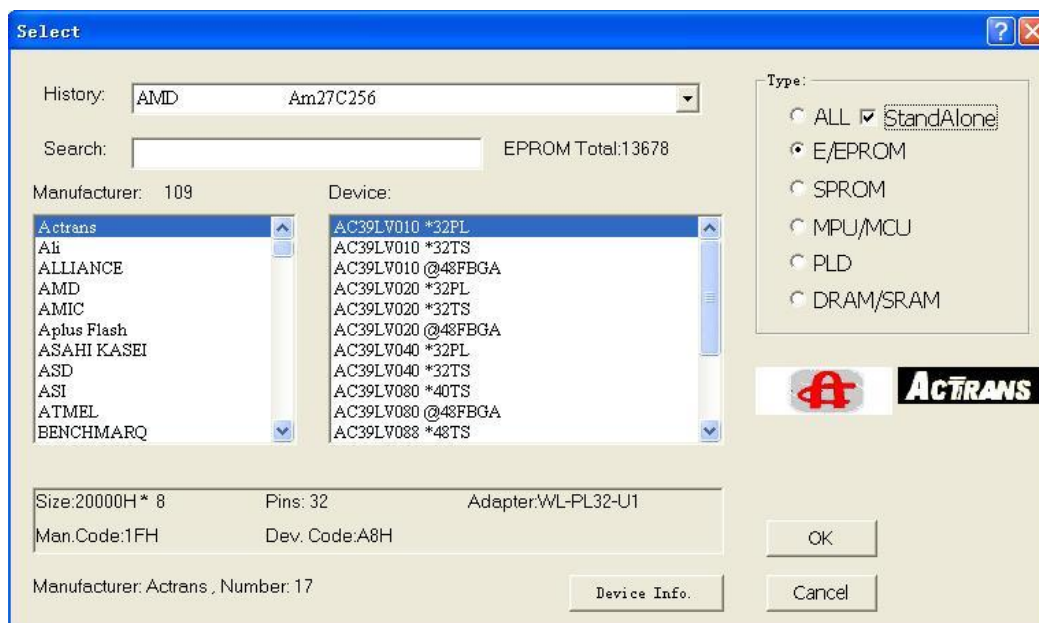 Select
History: AMD Am27C256
Search: EPROM Total:13678
Manufacturer: 109 Device:
Actrans
Ali
ALLIANCE
AMD
AMIC
Aplus Flash
ASAHI KASEI
ASD
ASI
ATMEL
BENCHMARQ
AC39LV010 *32PL
AC39LV010 *32TS
AC39LV010 @48FBGA
AC39LV020 *32PL
AC39LV020 *32TS
AC39LV020 @48FBGA
AC39LV040 *32PL
AC39LV040 *32TS
AC39LV080 *40TS
AC39LV080 @48FBGA
AC39LV088 *48TS
Type:
ALL StandAlone
E/EPROM
SPROM
MPU/MCU
PLD
DRAM/SRAM
ACTRANS
Size:20000H * 8 Pins: 32 Adapter:WL-PL32-U1
Man.Code:1FH Dev. Code:A8H
Manufacturer: Actrans , Number: 17
Device Info.
OK
Cancel